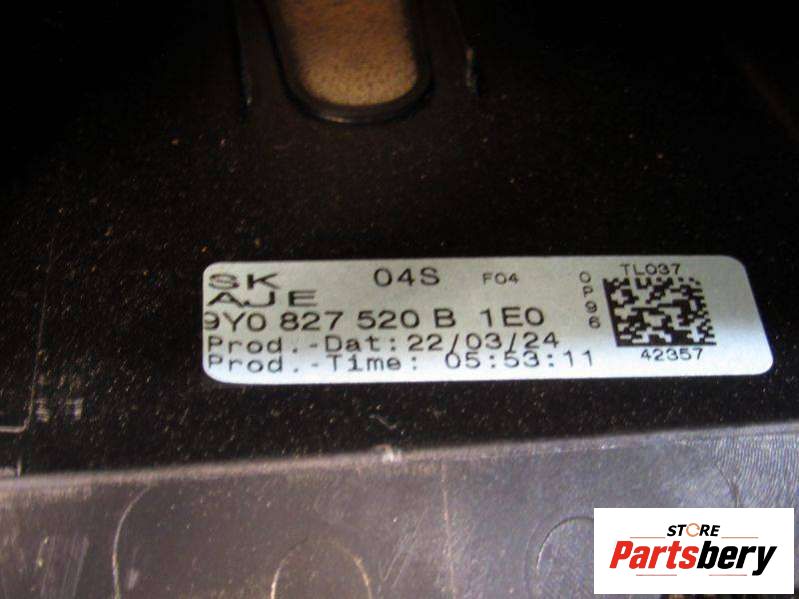 SK 04S F04
AJE
9Y0 827 520 B 1E0
Prod.-Dat: 22/03/24
Prod.-Time: 05:53:11
OP96
TL037
42357
STORE
Partsbery